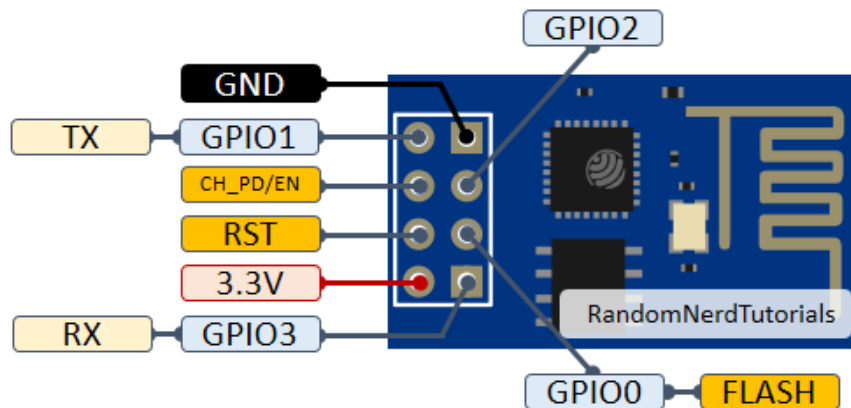 GPIO2
GND
TX GPIO1
CH_PD/EN
RST
3.3V
RandomNerdTutorials
RX GPIO3
GPIO0 FLASH